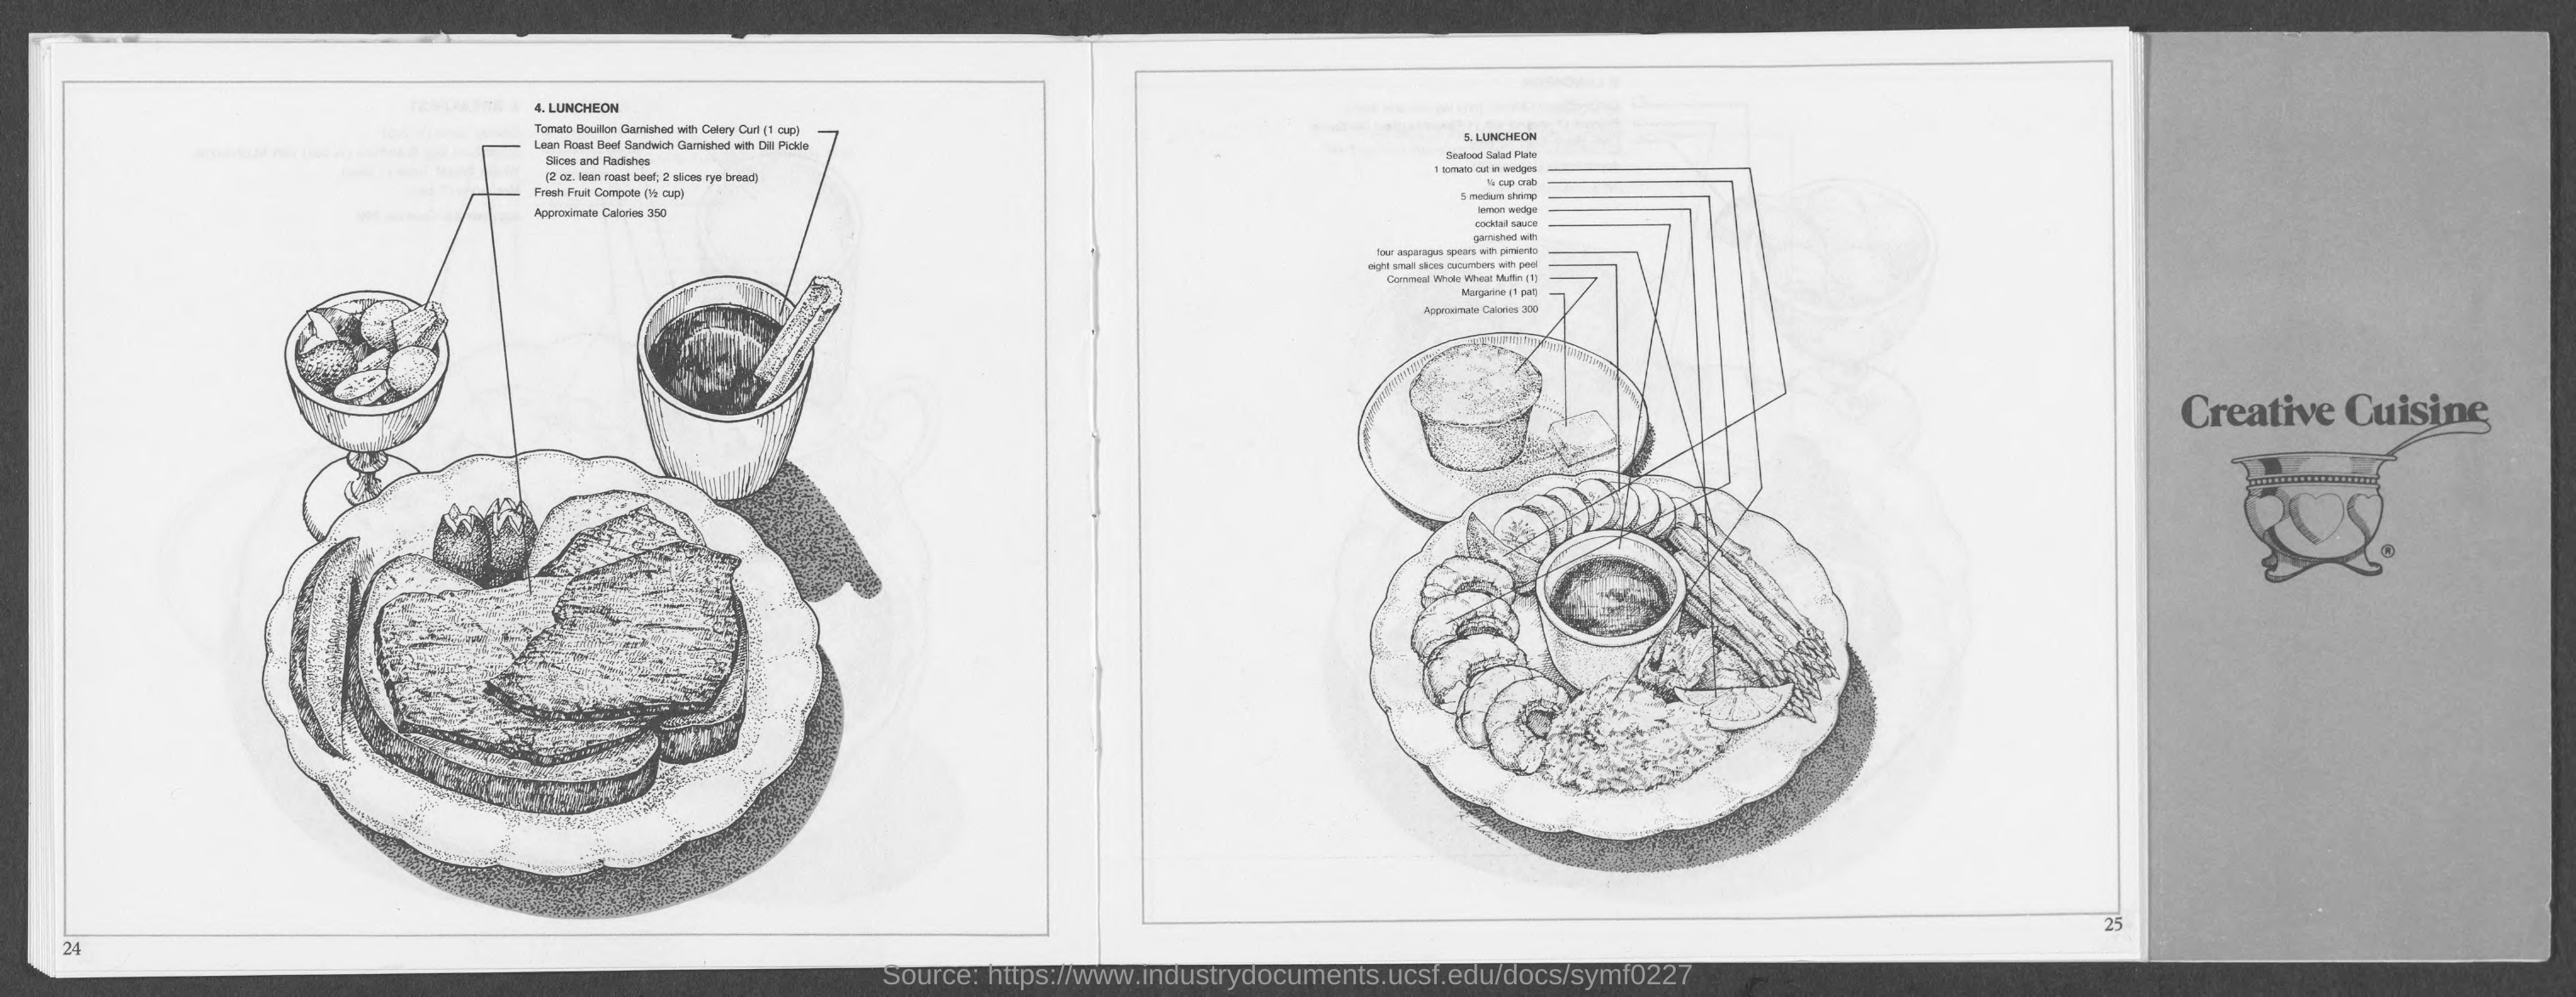 4. LUNCHEON
Tomato Bouillon Garnished with Celery Curl (1 cup)
Lean Roast Beef Sandwich Garnished with Dill Pickle
Slices and Radishes
(2 oz. lean roast beef; 2 slices rye bread)
Fresh Fruit Compote (½ cup)
Approximate Calories 350
24
5. LUNCHEON
Seafood Salad Plate
1 tomato cut in wedges
¼ cup crab
5 medium shrimp
lemon wedge
cocktail sauce
garnished with
four asparagus spears with pimiento
eight small slices cucumbers with peel
Cornmeal Whole Wheat Muffin (1)
Margarine (1 pat)
Approximate Calories 300
25
Creative Cuisine
®
Source: https://www.industrydocuments.ucsf.edu/docs/symf0227